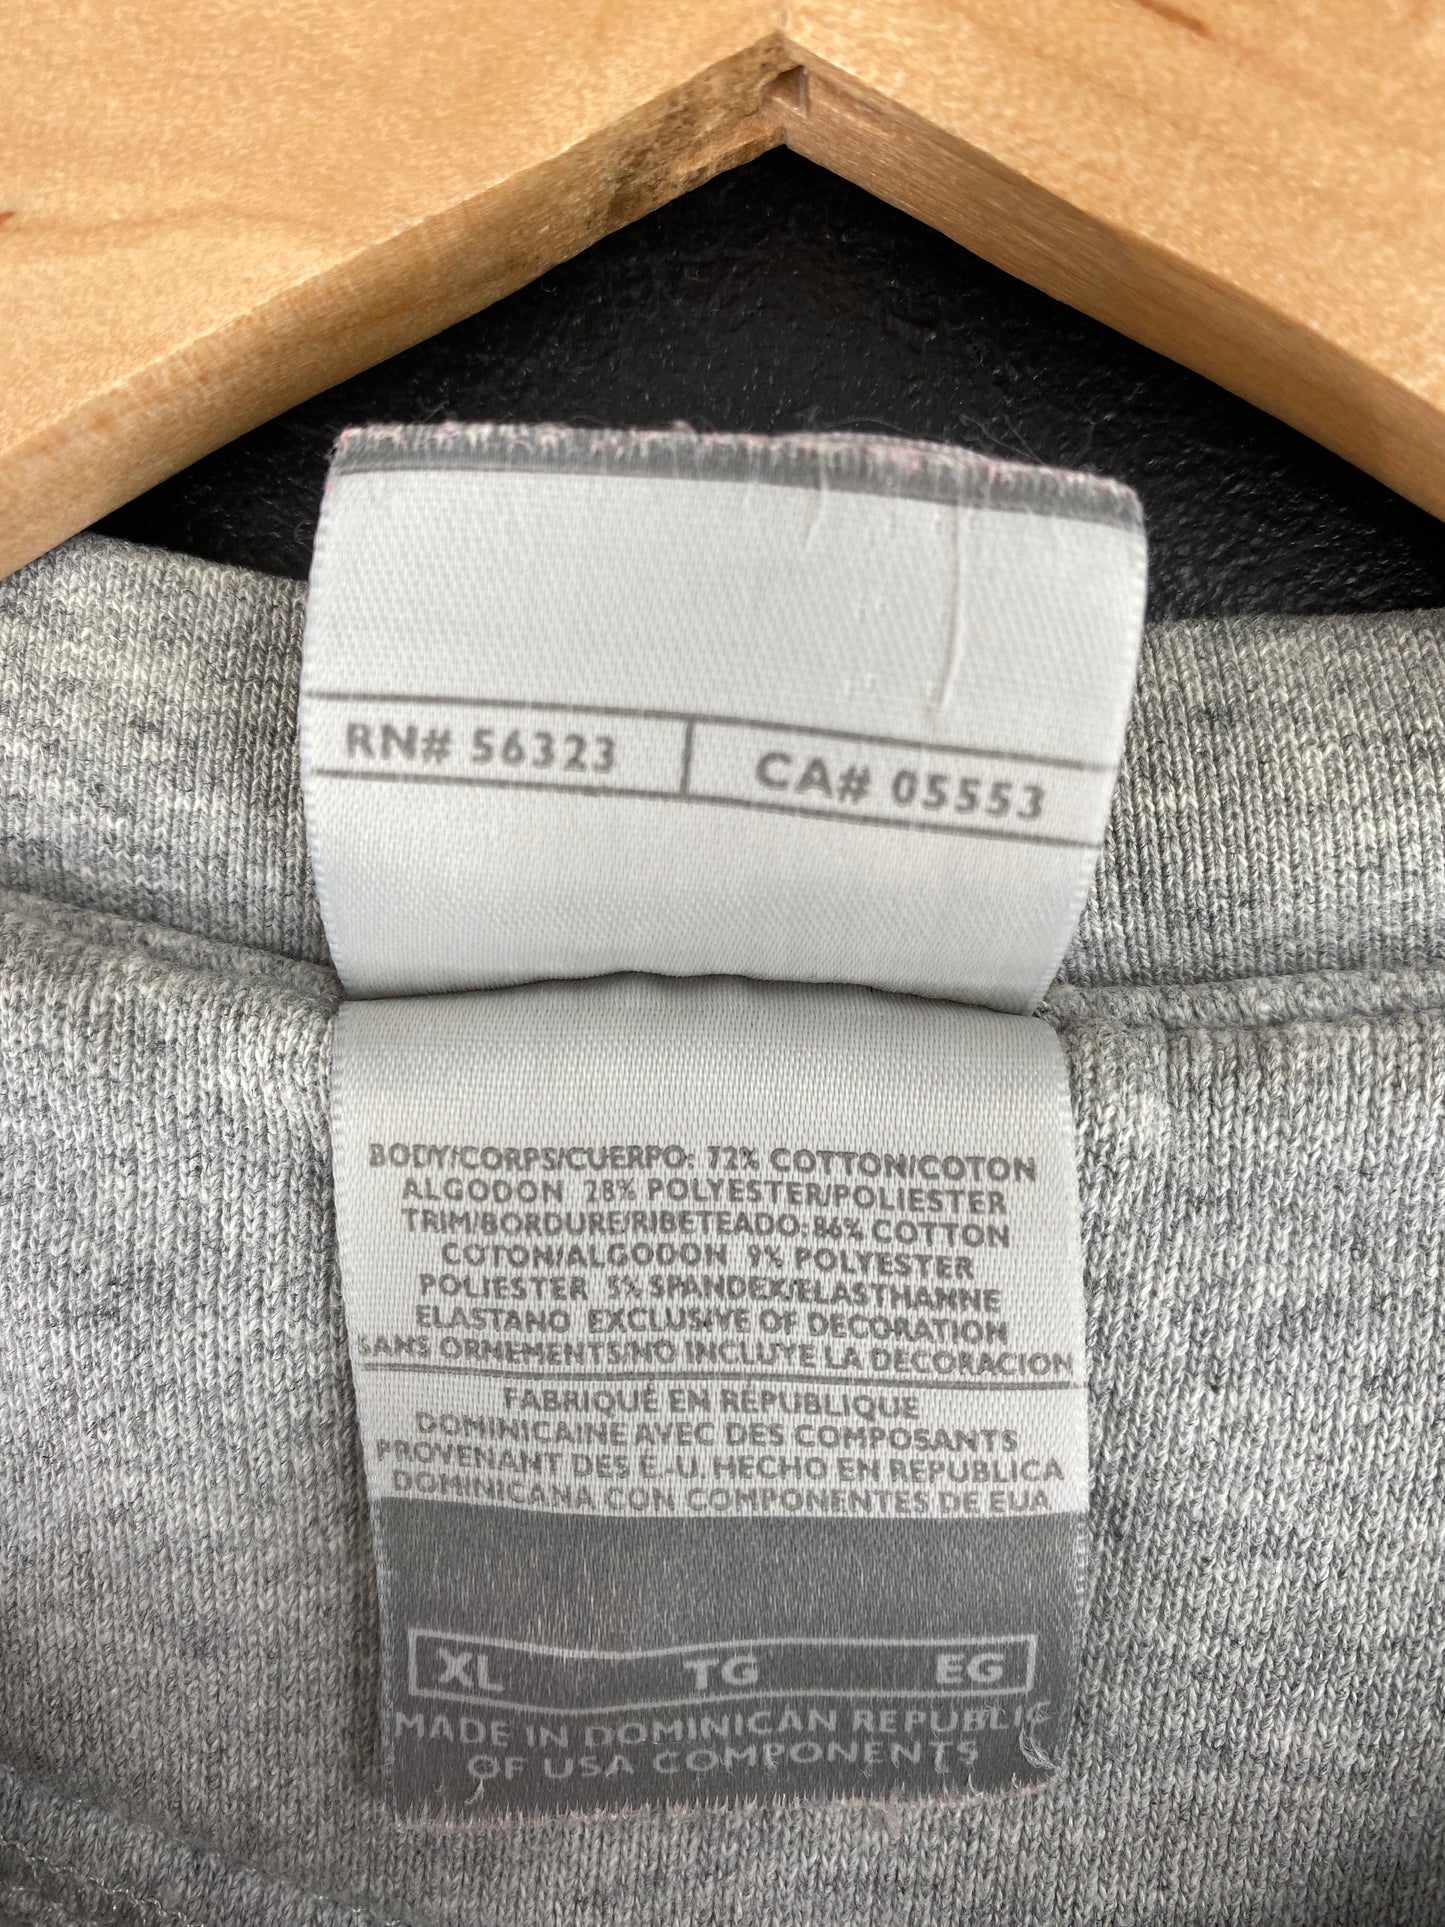 RN# 56323 CA# 05553
BODY/CORPS/CUERPO: 72% COTTON/COTON
ALGODON 28% POLYESTER/POLIESTER
TRIM/BORDURE/RIBETEADO: 86% COTTON
COTON/ALGODON 9% POLYESTER
POLIESTER 5% SPANDEX/ELASTHANNE
ELASTANO EXCLUSIVE OF DECORATION
SANS ORNEMENTS/NO INCLUYE LA DECORACION
FABRIQUÉ EN RÉPUBLIQUE
DOMINICAINE AVEC DES COMPOSANTS
PROVENANT DES É.-U. HECHO EN REPUBLICA
DOMINICANA CON COMPONENTES DE EUA
XL TG EG
MADE IN DOMINICAN REPUBLIC
OF USA COMPONENTS